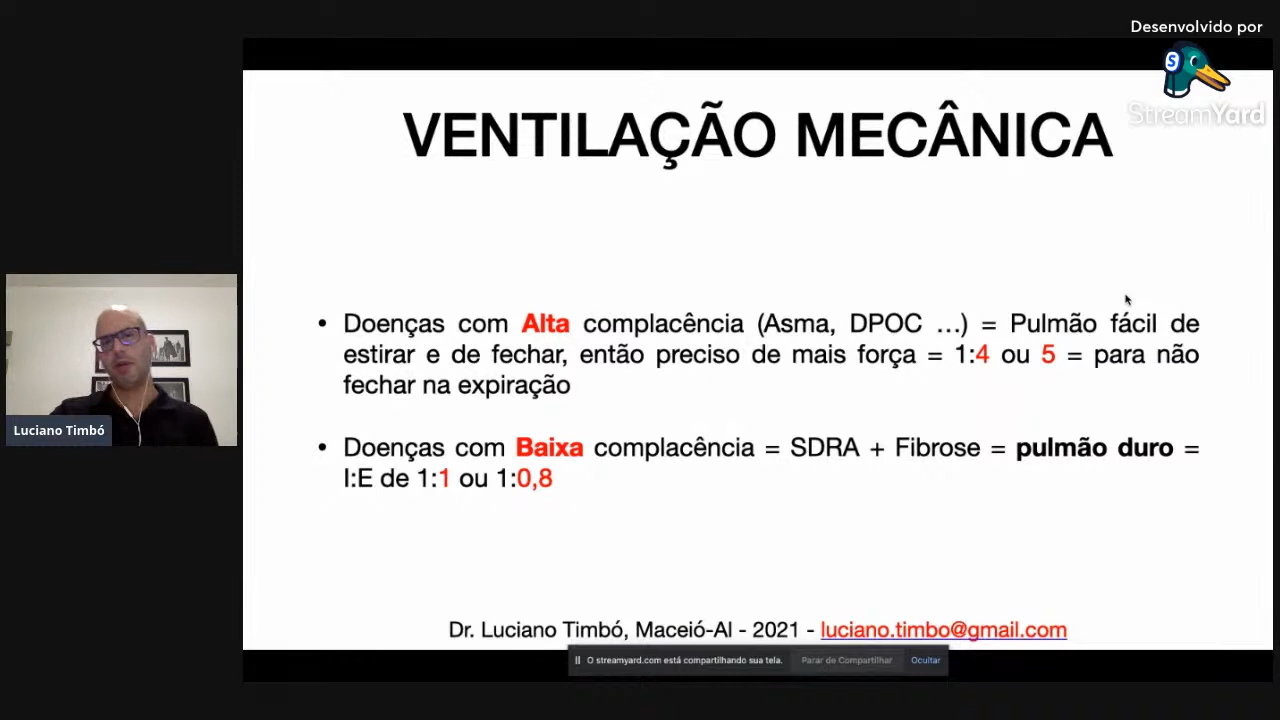 Desenvolvido por
StreamYard
VENTILAÇÃO MECÂNICA
• Doenças com Alta complacência (Asma, DPOC …) = Pulmão fácil de
estirar e de fechar, então preciso de mais força = 1:4 ou 5 = para não
fechar na expiração
• Doenças com Baixa complacência = SDRA + Fibrose = pulmão duro =
I:E de 1:1 ou 1:0,8
Luciano Timbó
Dr. Luciano Timbó, Maceió-Al - 2021 - luciano.timbo@gmail.com
O streamyard.com está compartilhando sua tela. Parar de Compartilhar Ocultar